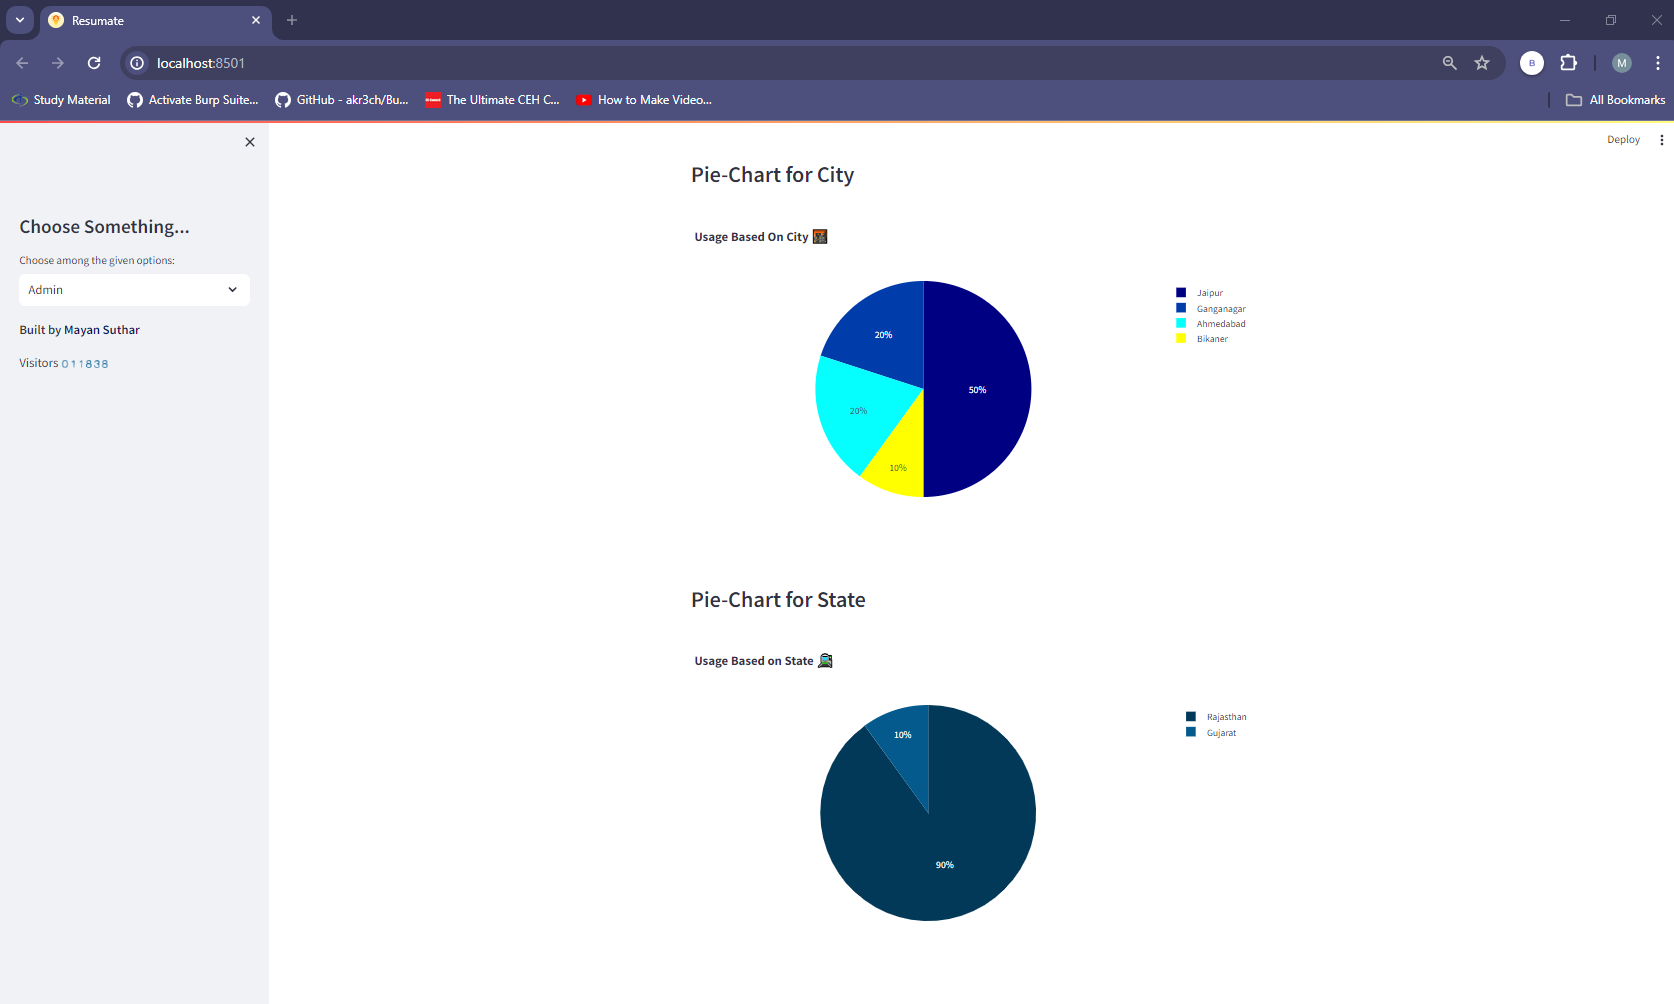 Resumate
localhost:8501
B
M
Study Material
Activate Burp Suite...
GitHub - akr3ch/Bu...
The Ultimate CEH C...
How to Make Video...
All Bookmarks
Deploy
Choose Something...
Choose among the given options:
Admin
Built by Mayan Suthar
Visitors 011838
Pie-Chart for City
Usage Based On City
20%
50%
20%
10%
Jaipur
Ganganagar
Ahmedabad
Bikaner
Pie-Chart for State
Usage Based on State
10%
90%
Rajasthan
Gujarat